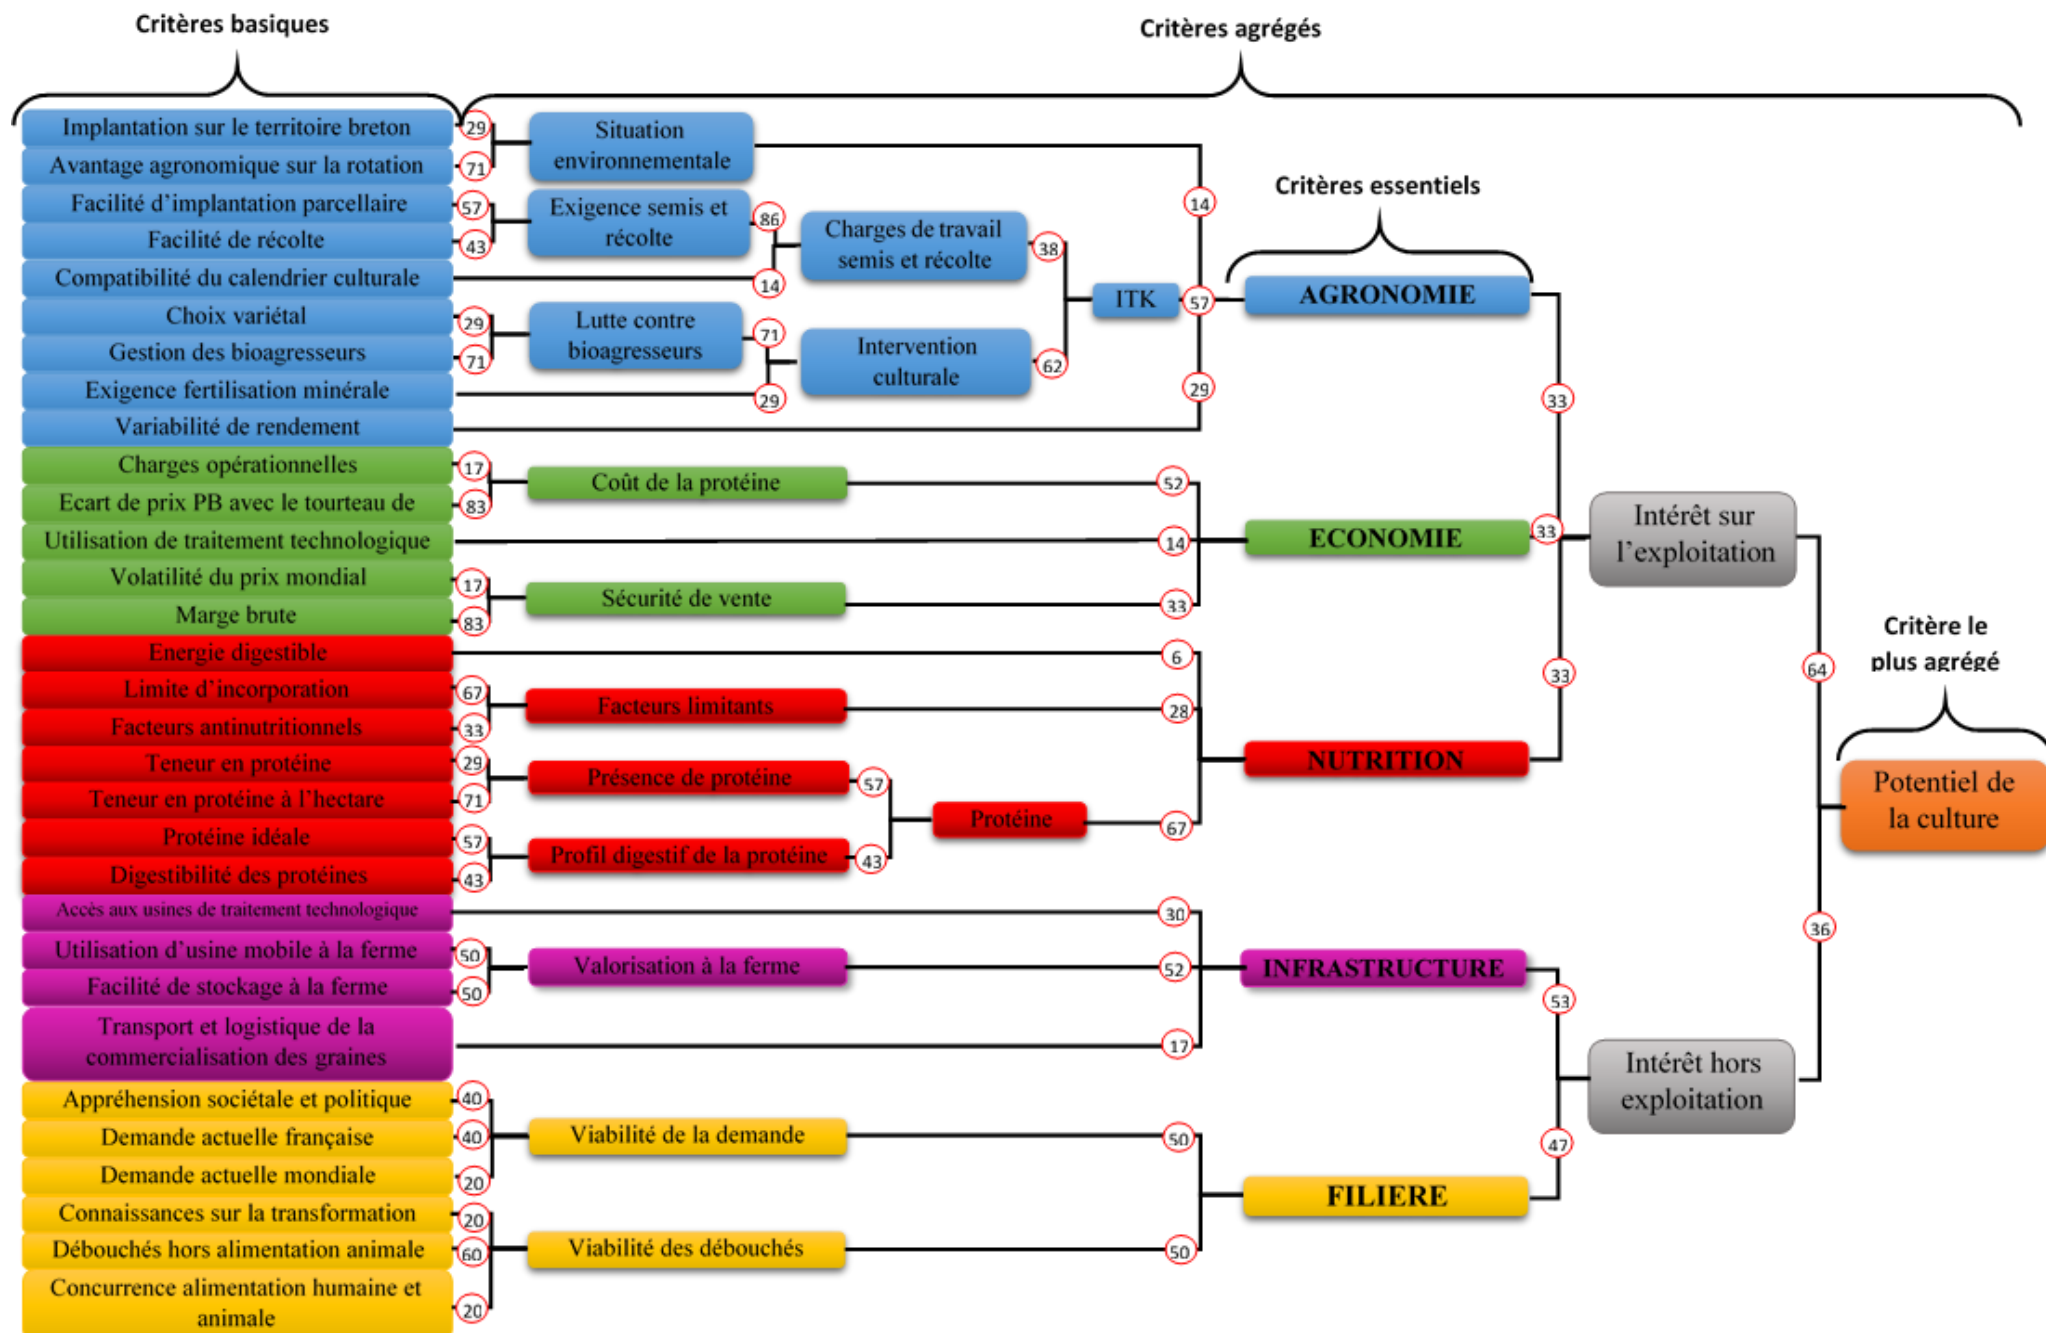 Critères basiques
Critères agrégés
Implantation sur le territoire breton
29
Avantage agronomique sur la rotation
71
Situation
environnementale
14
Facilité d'implantation parcellaire
57
Facilité de récolte
43
Exigence semis et
récolte
86
Compatibilité du calendrier culturale
14
Charges de travail
semis et récolte
38
Choix variétal
29
Gestion des bioagresseurs
71
Lutte contre
bioagresseurs
71
Exigence fertilisation minérale
29
Intervention
culturale
62
ITK
57
Variabilité de rendement
29
Critères essentiels
AGRONOMIE
33
Charges opérationnelles
17
Ecart de prix PB avec le tourteau de
83
Coût de la protéine
52
Utilisation de traitement technologique
14
Volatilité du prix mondial
17
Marge brute
83
Sécurité de vente
33
ECONOMIE
33
Energie digestible
6
Limite d'incorporation
67
Facteurs antinutritionnels
33
Facteurs limitants
28
Teneur en protéine
29
Teneur en protéine à l'hectare
71
Présence de protéine
57
Protéine idéale
57
Digestibilité des protéines
43
Profil digestif de la protéine
43
Protéine
67
NUTRITION
33
Intérêt sur
l'exploitation
64
Accès aux usines de traitement technologique
30
Utilisation d'usine mobile à la ferme
50
Facilité de stockage à la ferme
50
Valorisation à la ferme
52
Transport et logistique de la
commercialisation des graines
17
INFRASTRUCTURE
53
Appréhension sociétale et politique
40
Demande actuelle française
40
Demande actuelle mondiale
20
Viabilité de la demande
50
Connaissances sur la transformation
20
Débouchés hors alimentation animale
60
Concurrence alimentation humaine et
animale
20
Viabilité des débouchés
50
FILIERE
47
Intérêt hors
exploitation
36
Critère le
plus agrégé
Potentiel de
la culture